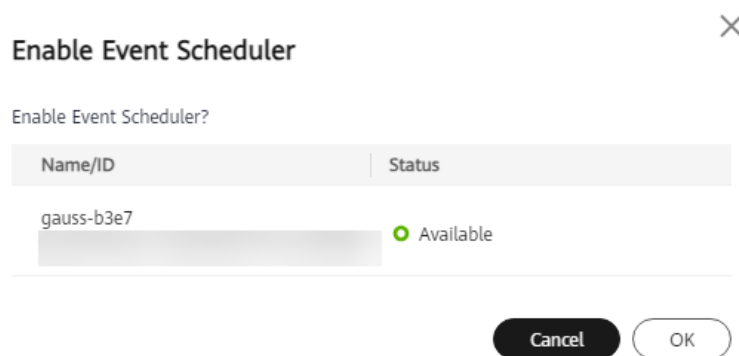 Enable Event Scheduler
Enable Event Scheduler?
Name/ID Status
gauss-b3e7
Available
Cancel OK